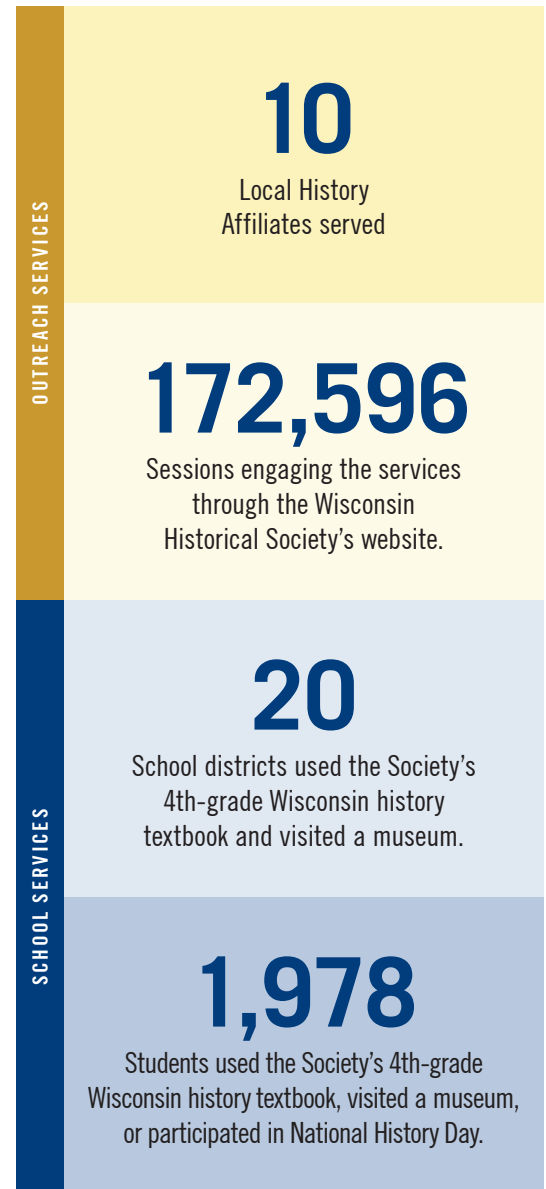 OUTREACH SERVICES
10
Local History
Affiliates served
172,596
Sessions engaging the services
through the Wisconsin
Historical Society’s website.
SCHOOL SERVICES
20
School districts used the Society’s
4th-grade Wisconsin history
textbook and visited a museum.
1,978
Students used the Society’s 4th-grade
Wisconsin history textbook, visited a museum,
or participated in National History Day.